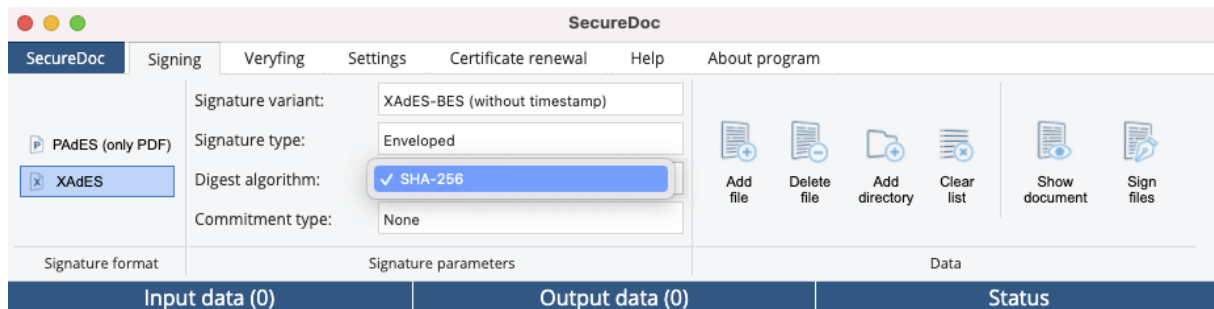 SecureDoc
SecureDoc Signing Veryfing Settings Certificate renewal Help About program
Signature variant: XAdES-BES (without timestamp)
PAdES (only PDF)
Signature type: Enveloped
XAdES
Digest algorithm: ✓ SHA-256
Commitment type: None
Add file
Delete file
Add directory
Clear list
Show document
Sign files
Signature format Signature parameters Data
Input data (0) Output data (0) Status